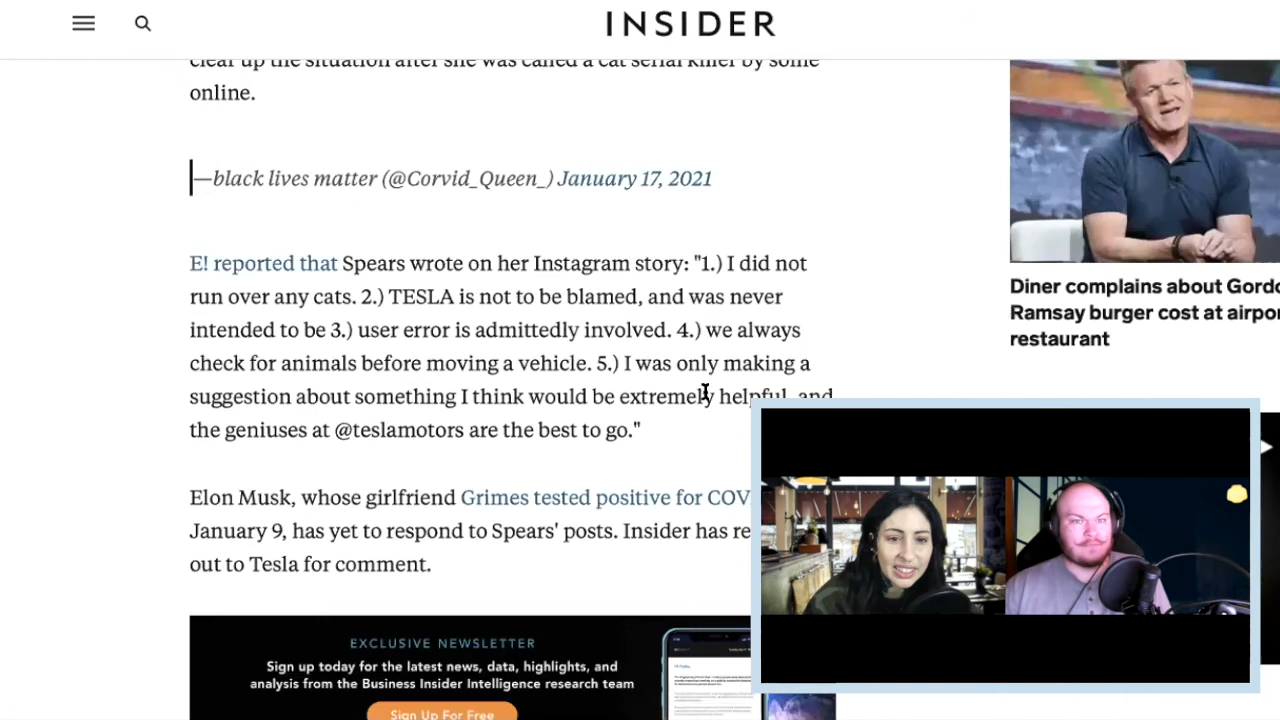 INSIDER
clear up the situation after she was called a cat serial killer by some
online.
—black lives matter (@Corvid_Queen_) January 17, 2021
E! reported that Spears wrote on her Instagram story: "1.) I did not
run over any cats. 2.) TESLA is not to be blamed, and was never
intended to be 3.) user error is admittedly involved. 4.) we always
check for animals before moving a vehicle. 5.) I was only making a
suggestion about something I think would be extremely helpful, and
the geniuses at @teslamotors are the best to go."
Elon Musk, whose girlfriend Grimes tested positive for COV
January 9, has yet to respond to Spears' posts. Insider has re
out to Tesla for comment.
EXCLUSIVE NEWSLETTER
Sign up today for the latest news, data, highlights, and
analysis from the Business Insider Intelligence research team
Sign Up For Free
Diner complains about Gord
Ramsay burger cost at airpo
restaurant